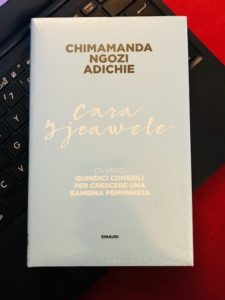 CHIMAMANDA
NGOZI
ADICHIE
cara
Ijeawele
OVVERO
QUINDICI CONSIGLI
PER CRESCERE UNA
BAMBINA FEMMINISTA
EINAUDI